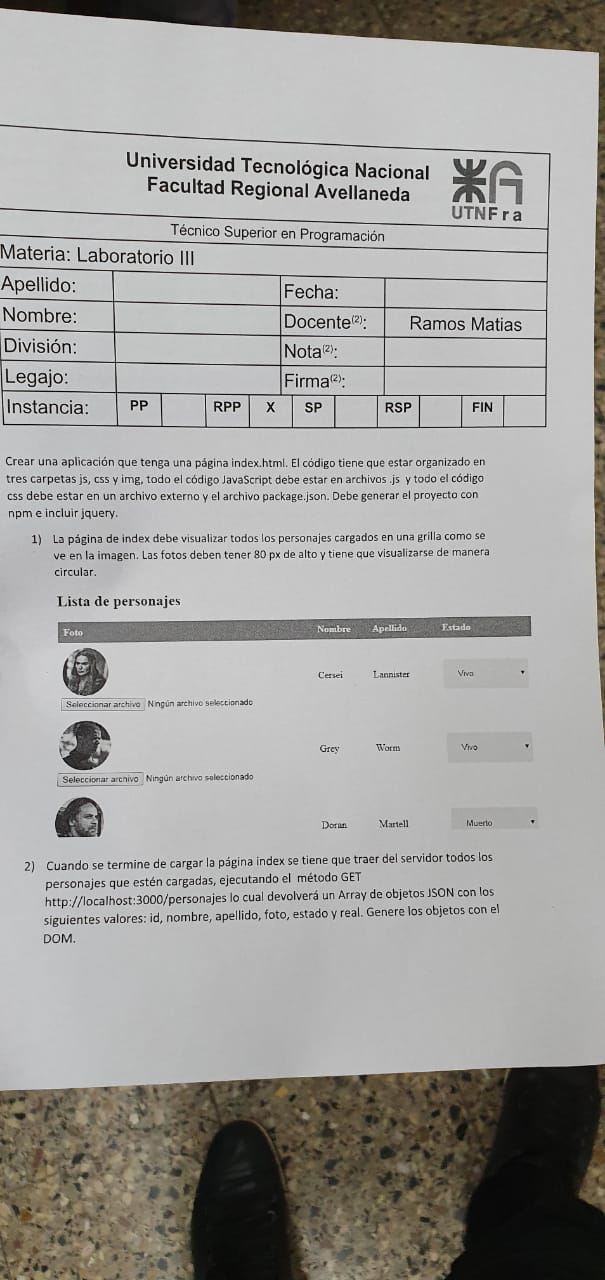 Universidad Tecnológica Nacional
Facultad Regional Avellaneda
UTNFra
Técnico Superior en Programación
Materia: Laboratorio III
Apellido:
Fecha:
Nombre:
Docente(2): Ramos Matias
División:
Nota(2):
Legajo:
Firma(2):
Instancia: PP RPP X SP RSP FIN
Crear una aplicación que tenga una página index.html. El código tiene que estar organizado en
tres carpetas js, css y img, todo el código JavaScript debe estar en archivos .js y todo el código
css debe estar en un archivo externo y el archivo package.json. Debe generar el proyecto con
npm e incluir jquery.
1) La página de index debe visualizar todos los personajes cargados en una grilla como se
ve en la imagen. Las fotos deben tener 80 px de alto y tiene que visualizarse de manera
circular.
Lista de personajes
Foto Nombre Apellido Estado
Cersei Lannister Vivo
Seleccionar archivo Ningún archivo seleccionado
Grey Worm Vivo
Seleccionar archivo Ningún archivo seleccionado
Doran Martell Muerto
2) Cuando se termine de cargar la página index se tiene que traer del servidor todos los
personajes que estén cargadas, ejecutando el método GET
http://localhost:3000/personajes lo cual devolverá un Array de objetos JSON con los
siguientes valores: id, nombre, apellido, foto, estado y real. Genere los objetos con el
DOM.